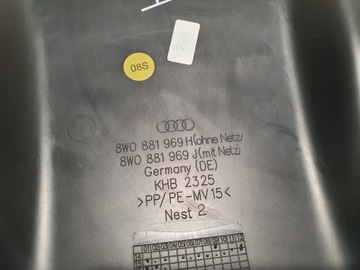 08S
8W0 881 969 H (ohne Netz)
8W0 881 969 J (mit Netz)
Germany (DE)
KHB 2325
>PP/PE-MV15<
Nest 2